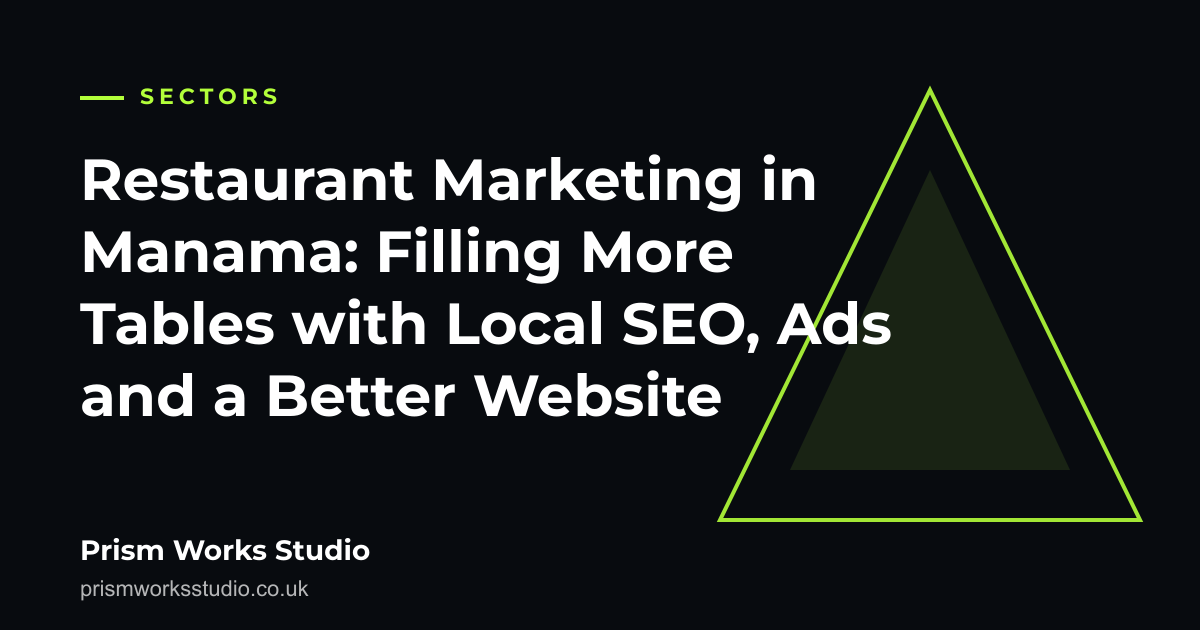 SECTORS
Restaurant Marketing in
Manama: Filling More
Tables with Local SEO, Ads
and a Better Website
Prism Works Studio
prismworksstudio.co.uk